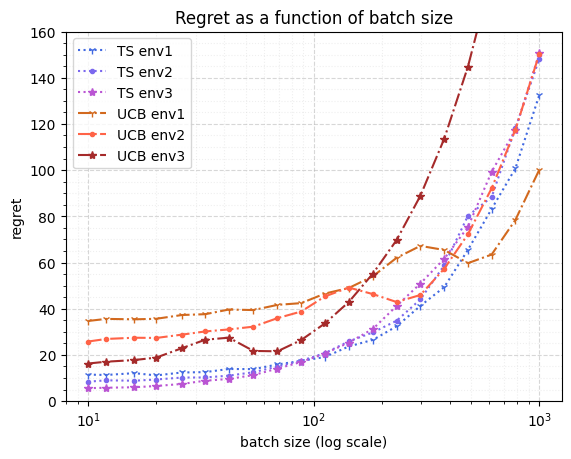 Regret as a function of batch size
TS env1
TS env2
TS env3
UCB env1
UCB env2
UCB env3
160
140
120
100
80
60
40
20
0
regret
10¹ 10² 10³
batch size (log scale)